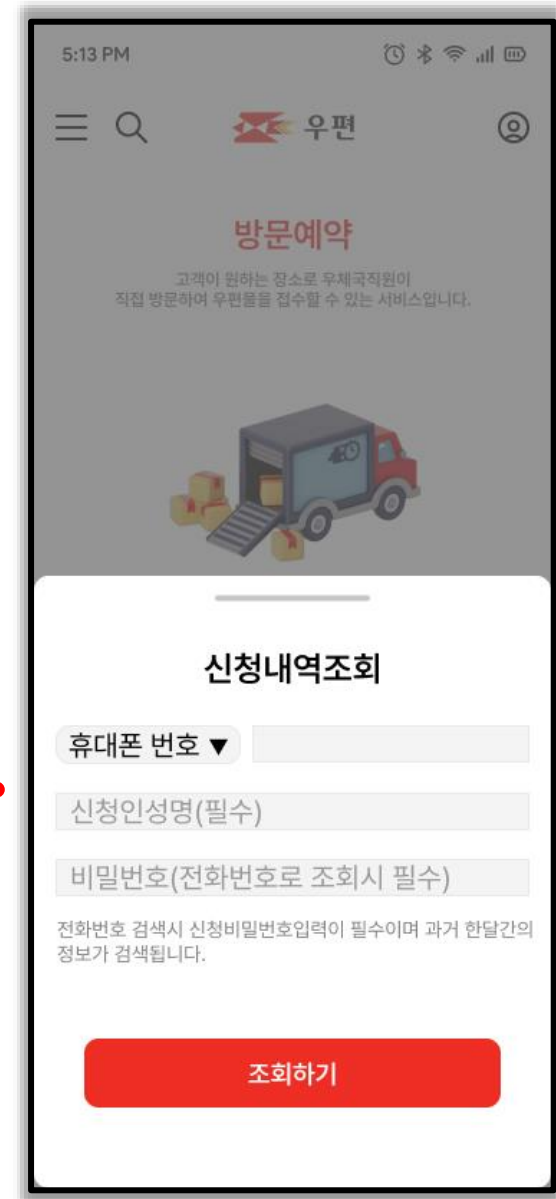 5:13 PM
우편
방문예약
고객이 원하는 장소로 우체국직원이
직접 방문하여 우편물을 접수할 수 있는 서비스입니다.
신청내역조회
휴대폰 번호 ▼
신청인성명(필수)
비밀번호(전화번호로 조회시 필수)
전화번호 검색시 신청비밀번호입력이 필수이며 과거 한달간의
정보가 검색됩니다.
조회하기